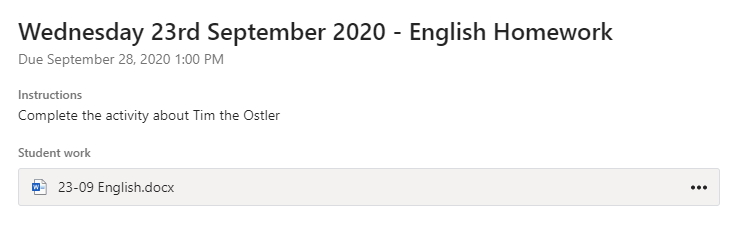 Wednesday 23rd September 2020 - English Homework
Due September 28, 2020 1:00 PM
Instructions
Complete the activity about Tim the Ostler
Student work
23-09 English.docx